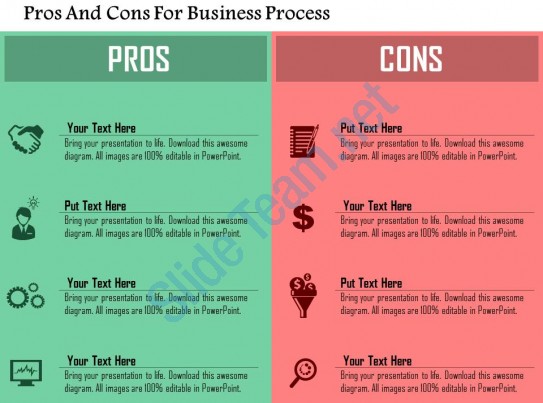 Pros And Cons For Business Process
PROS
Your Text Here
Bring your presentation to life. Download this awesome
diagram. All images are 100% editable in PowerPoint.
Put Text Here
Bring your presentation to life. Download this awesome
diagram. All images are 100% editable in PowerPoint.
Your Text Here
Bring your presentation to life. Download this awesome
diagram. All images are 100% editable in PowerPoint.
Your Text Here
Bring your presentation to life. Download this awesome
diagram. All images are 100% editable in PowerPoint.
CONS
Put Text Here
Bring your presentation to life. Download this awesome
diagram. All images are 100% editable in PowerPoint.
$
Your Text Here
Bring your presentation to life. Download this awesome
diagram. All images are 100% editable in PowerPoint.
$ $ $
Put Text Here
Bring your presentation to life. Download this awesome
diagram. All images are 100% editable in PowerPoint.
Your Text Here
Bring your presentation to life. Download this awesome
diagram. All images are 100% editable in PowerPoint.
SlideTeam.net